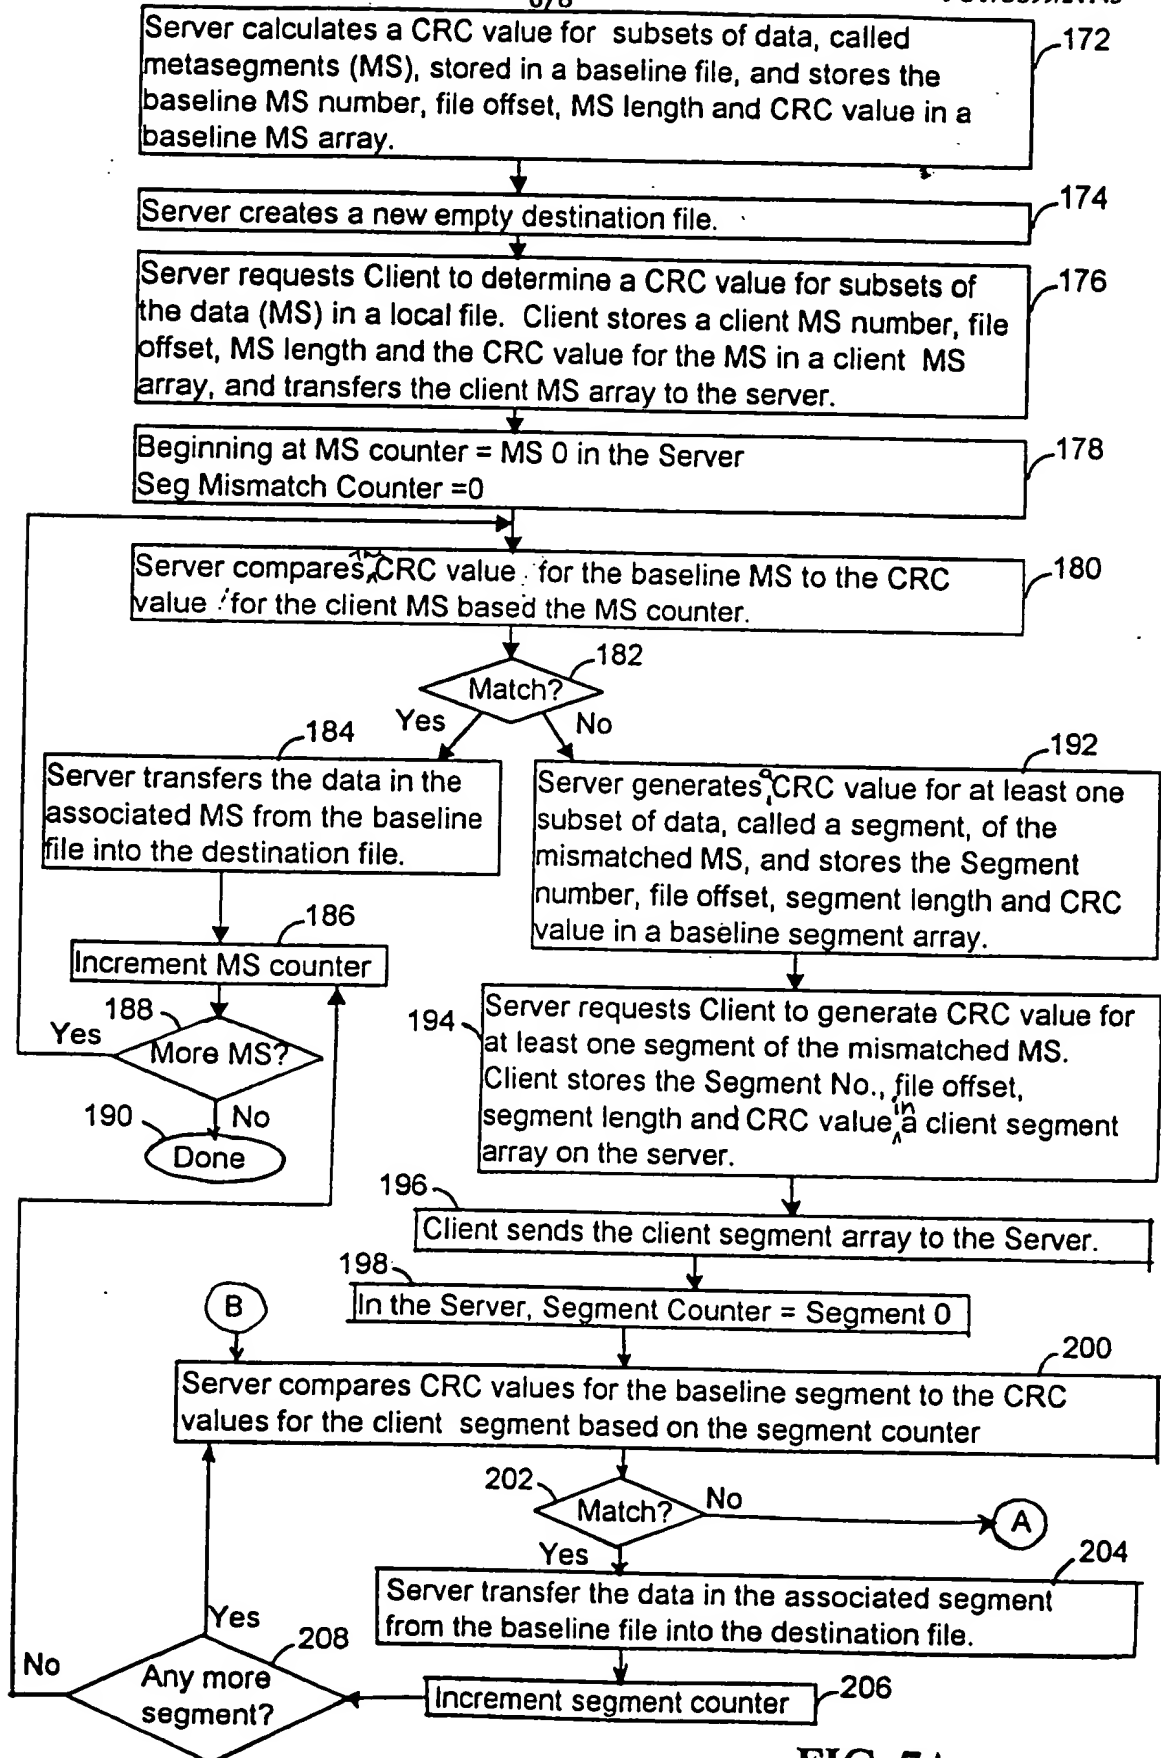 6/8
Server calculates a CRC value for subsets of data, called
metasegments (MS), stored in a baseline file, and stores the
baseline MS number, file offset, MS length and CRC value in a
baseline MS array.
172
Server creates a new empty destination file.
174
Server requests Client to determine a CRC value for subsets of
the data (MS) in a local file. Client stores a client MS number, file
offset, MS length and the CRC value for the MS in a client MS
array, and transfers the client MS array to the server.
176
Beginning at MS counter = MS 0 in the Server
Seg Mismatch Counter =0
178
Server compares the CRC value for the baseline MS to the CRC
value for the client MS based the MS counter.
180
Match?
182
Yes
No
184
Server transfers the data in the
associated MS from the baseline
file into the destination file.
192
Server generates a CRC value for at least one
subset of data, called a segment, of the
mismatched MS, and stores the Segment
number, file offset, segment length and CRC
value in a baseline segment array.
186
Increment MS counter
188
More MS?
Yes
No
190
Done
194
Server requests Client to generate CRC value for
at least one segment of the mismatched MS.
Client stores the Segment No., file offset,
segment length and CRC value in a client segment
array on the server.
196
Client sends the client segment array to the Server.
198
In the Server, Segment Counter = Segment 0
B
200
Server compares CRC values for the baseline segment to the CRC
values for the client segment based on the segment counter
202
Match?
No
A
Yes
204
Server transfer the data in the associated segment
from the baseline file into the destination file.
Increment segment counter
206
208
Any more
segment?
Yes
No
FIG. 7A